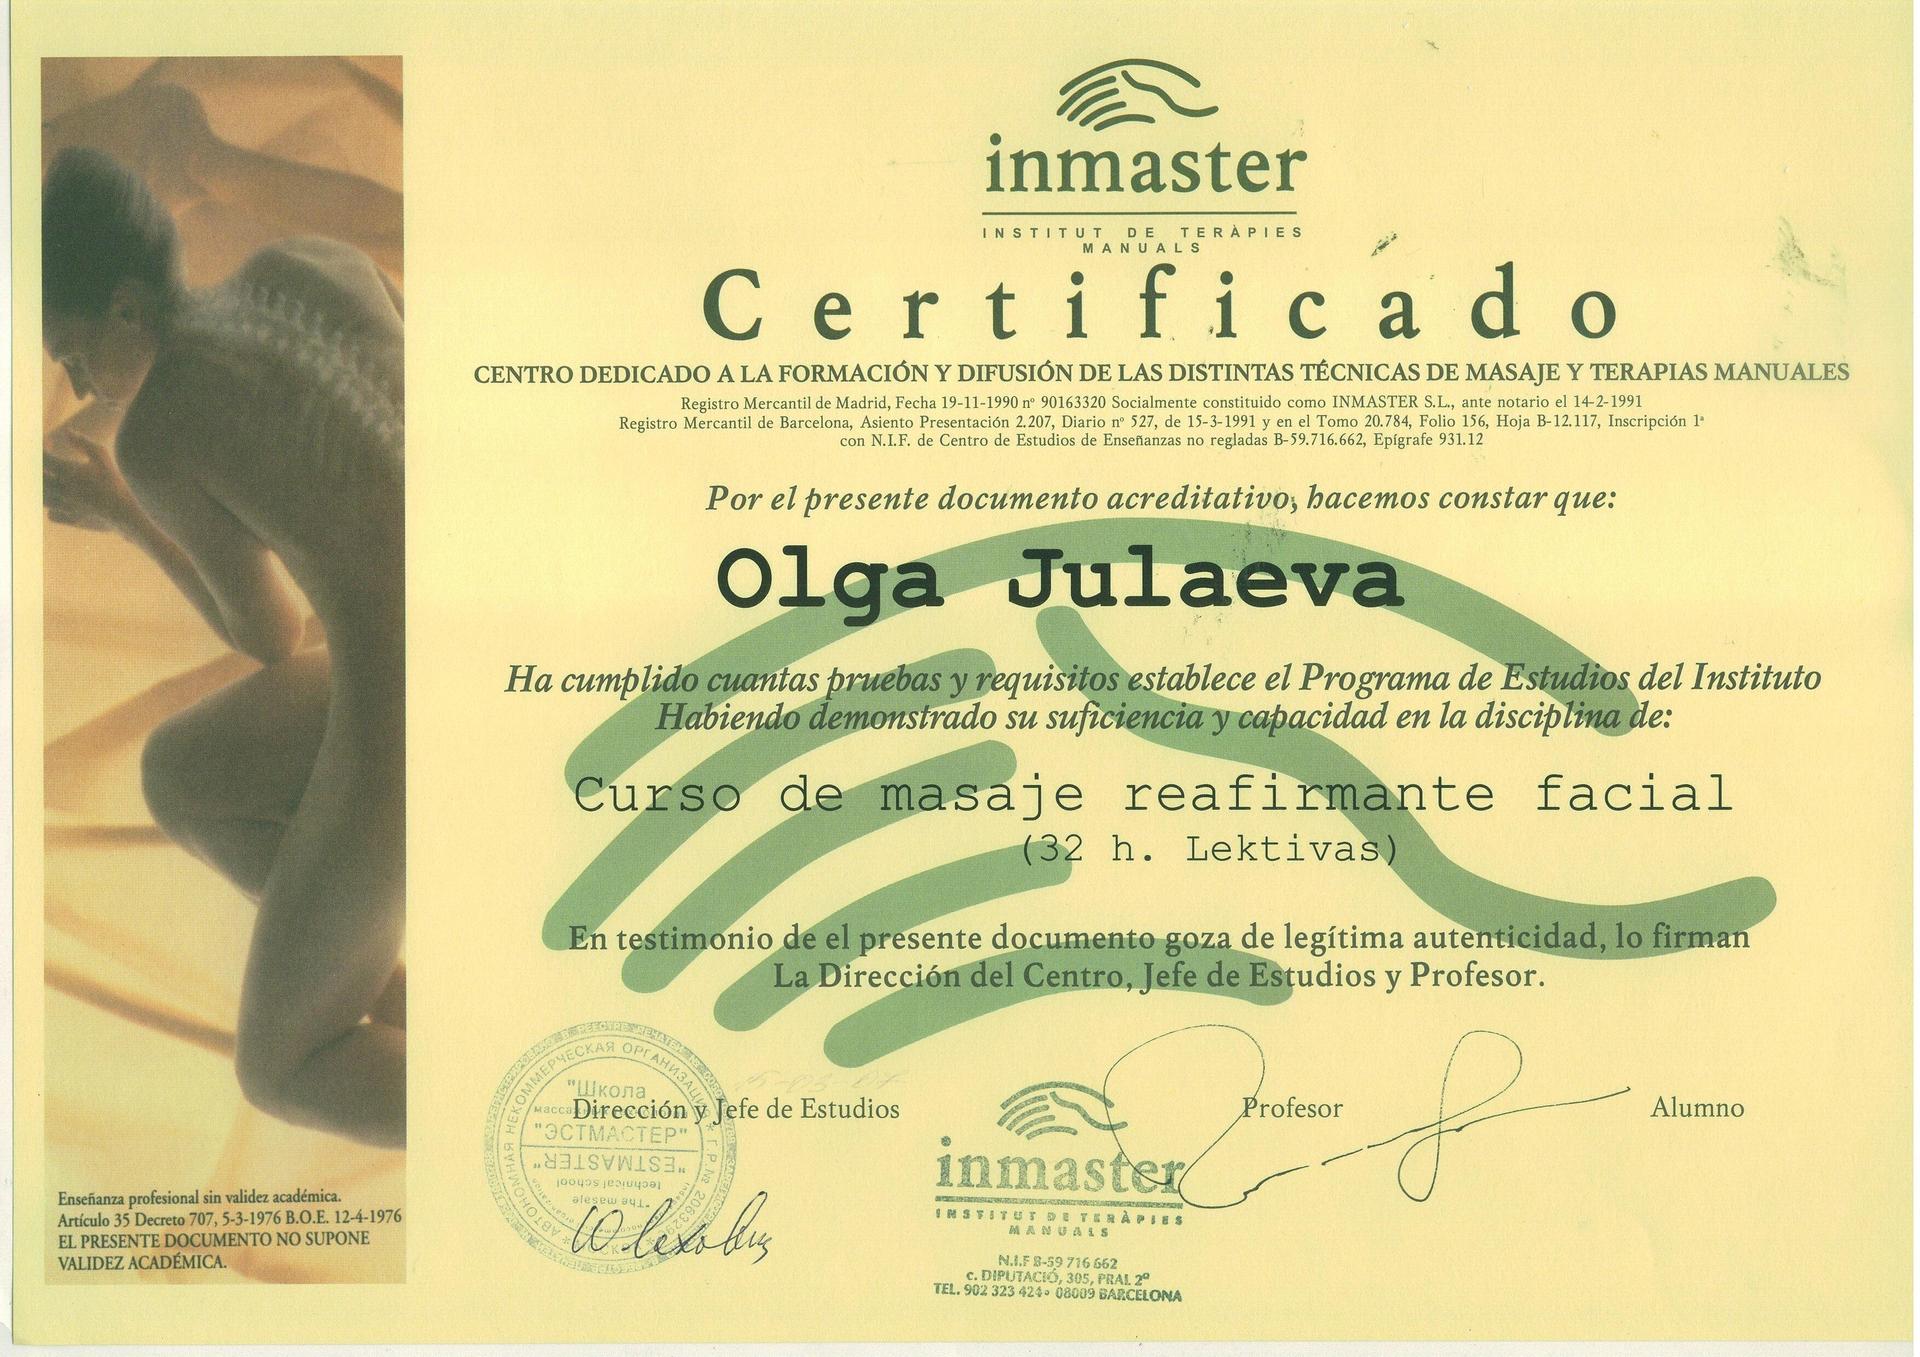 inmaster
INSTITUT DE TERÀPIES
MANUALS
Certificado
CENTRO DEDICADO A LA FORMACIÓN Y DIFUSIÓN DE LAS DISTINTAS TÉCNICAS DE MASAJE Y TERAPIAS MANUALES
Registro Mercantil de Madrid, Fecha 19-11-1990 nº 90163320 Socialmente constituido como INMASTER S.L., ante notario el 14-2-1991
Registro Mercantil de Barcelona, Asiento Presentación 2.207, Diario nº 527, de 15-3-1991 y en el Tomo 20.784, Folio 156, Hoja B-12.117, Inscripción 1ª
con N.I.F. de Centro de Estudios de Enseñanzas no regladas B-59.716.662, Epígrafe 931.12
Por el presente documento acreditativo, hacemos constar que:
Olga Julaeva
Ha cumplido cuantas pruebas y requisitos establece el Programa de Estudios del Instituto
Habiendo demonstrado su suficiencia y capacidad en la disciplina de:
Curso de masaje reafirmante facial
(32 h. Lektivas)
En testimonio de el presente documento goza de legítima autenticidad, lo firman
La Dirección del Centro, Jefe de Estudios y Profesor.
Dirección y Jefe de Estudios
Profesor
Alumno
АВТОНОМНАЯ НЕКОММЕРЧЕСКАЯ ОРГАНИЗАЦИЯ
"Школа
"ЭСТМАСТЕР"
"ESTMASTER"
technical school
"The masage
inmaster
INSTITUT DE TERÀPIES
MANUALS
N.I.F B-59 716 662
c. DIPUTACIÓ, 305, PRAL 2º
TEL. 902 323 424 • 08009 BARCELONA
Enseñanza profesional sin validez académica.
Artículo 35 Decreto 707, 5-3-1976 B.O.E. 12-4-1976
EL PRESENTE DOCUMENTO NO SUPONE
VALIDEZ ACADÉMICA.